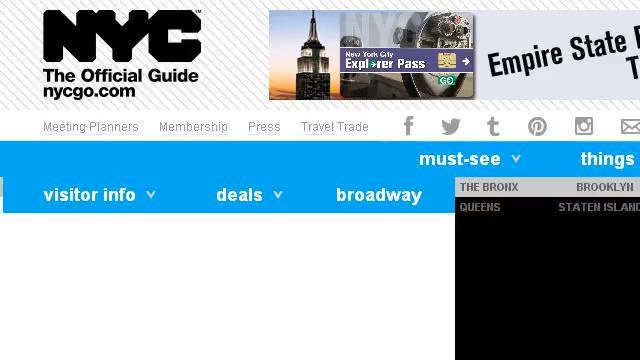 NYC™
The Official Guide
nycgo.com
NYC
New York City
Explorer Pass
GO
Empire State
Meeting Planners Membership Press Travel Trade
must-see things
visitor info deals broadway
THE BRONX BROOKLYN
QUEENS STATEN ISLAND